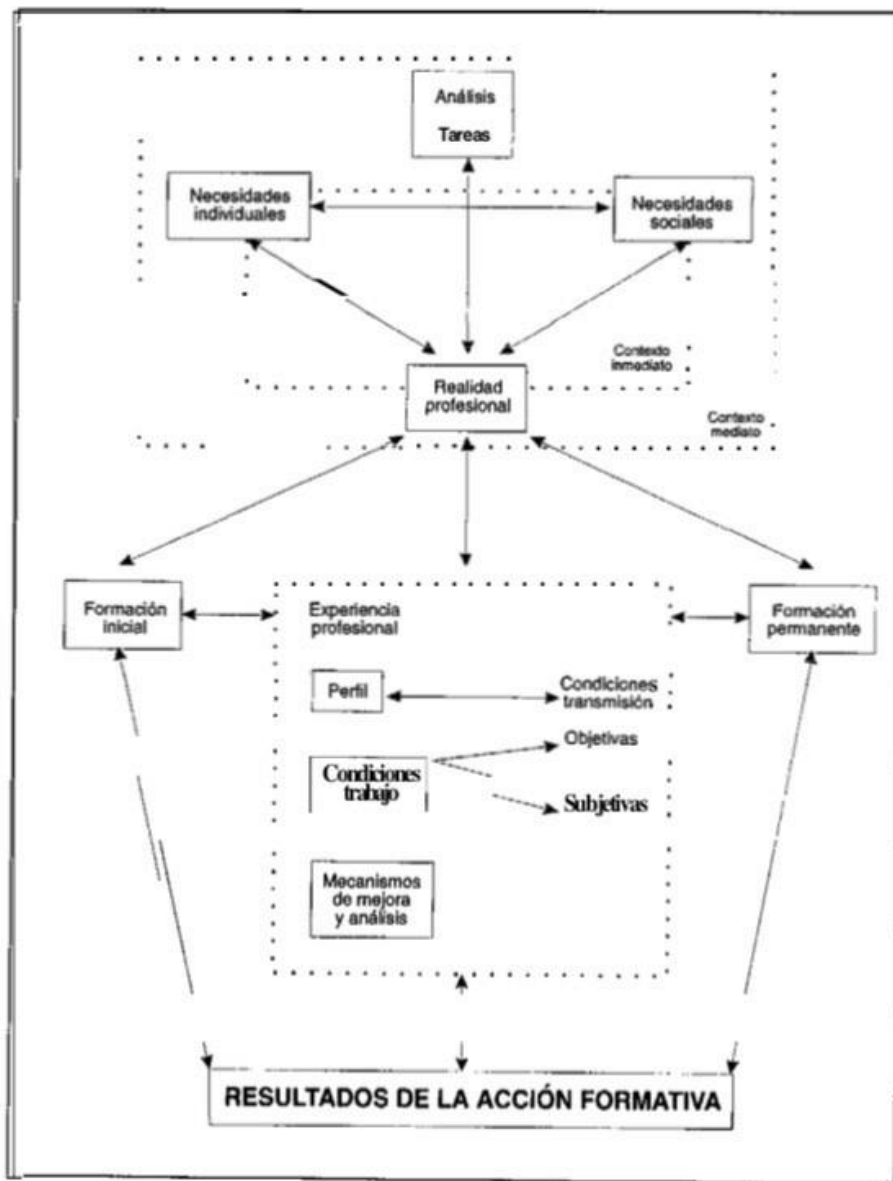 Análisis
Tareas
Necesidades
individuales
Necesidades
sociales
Contexto
inmediato
Realidad
profesional
Contexto
mediato
Formación
inicial
Experiencia
profesional
Formación
permanente
Perfil
Condiciones
transmisión
Objetivas
Condiciones
trabajo
Subjetivas
Mecanismos
de mejora
y análisis
RESULTADOS DE LA ACCIÓN FORMATIVA